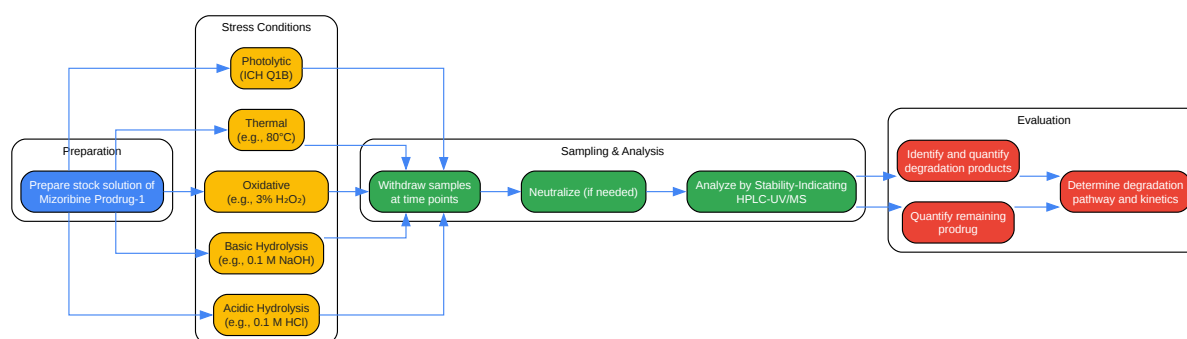 Stress Conditions
Photolytic
(ICH Q1B)
Thermal
(e.g., 80°C)
Oxidative
(e.g., 3% H₂O₂)
Basic Hydrolysis
(e.g., 0.1 M NaOH)
Acidic Hydrolysis
(e.g., 0.1 M HCl)
Preparation
Prepare stock solution of
Mizoribine Prodrug-1
Sampling & Analysis
Withdraw samples
at time points
Neutralize (if needed)
Analyze by Stability-Indicating
HPLC-UV/MS
Evaluation
Identify and quantify
degradation products
Quantify remaining
prodrug
Determine degradation
pathway and kinetics